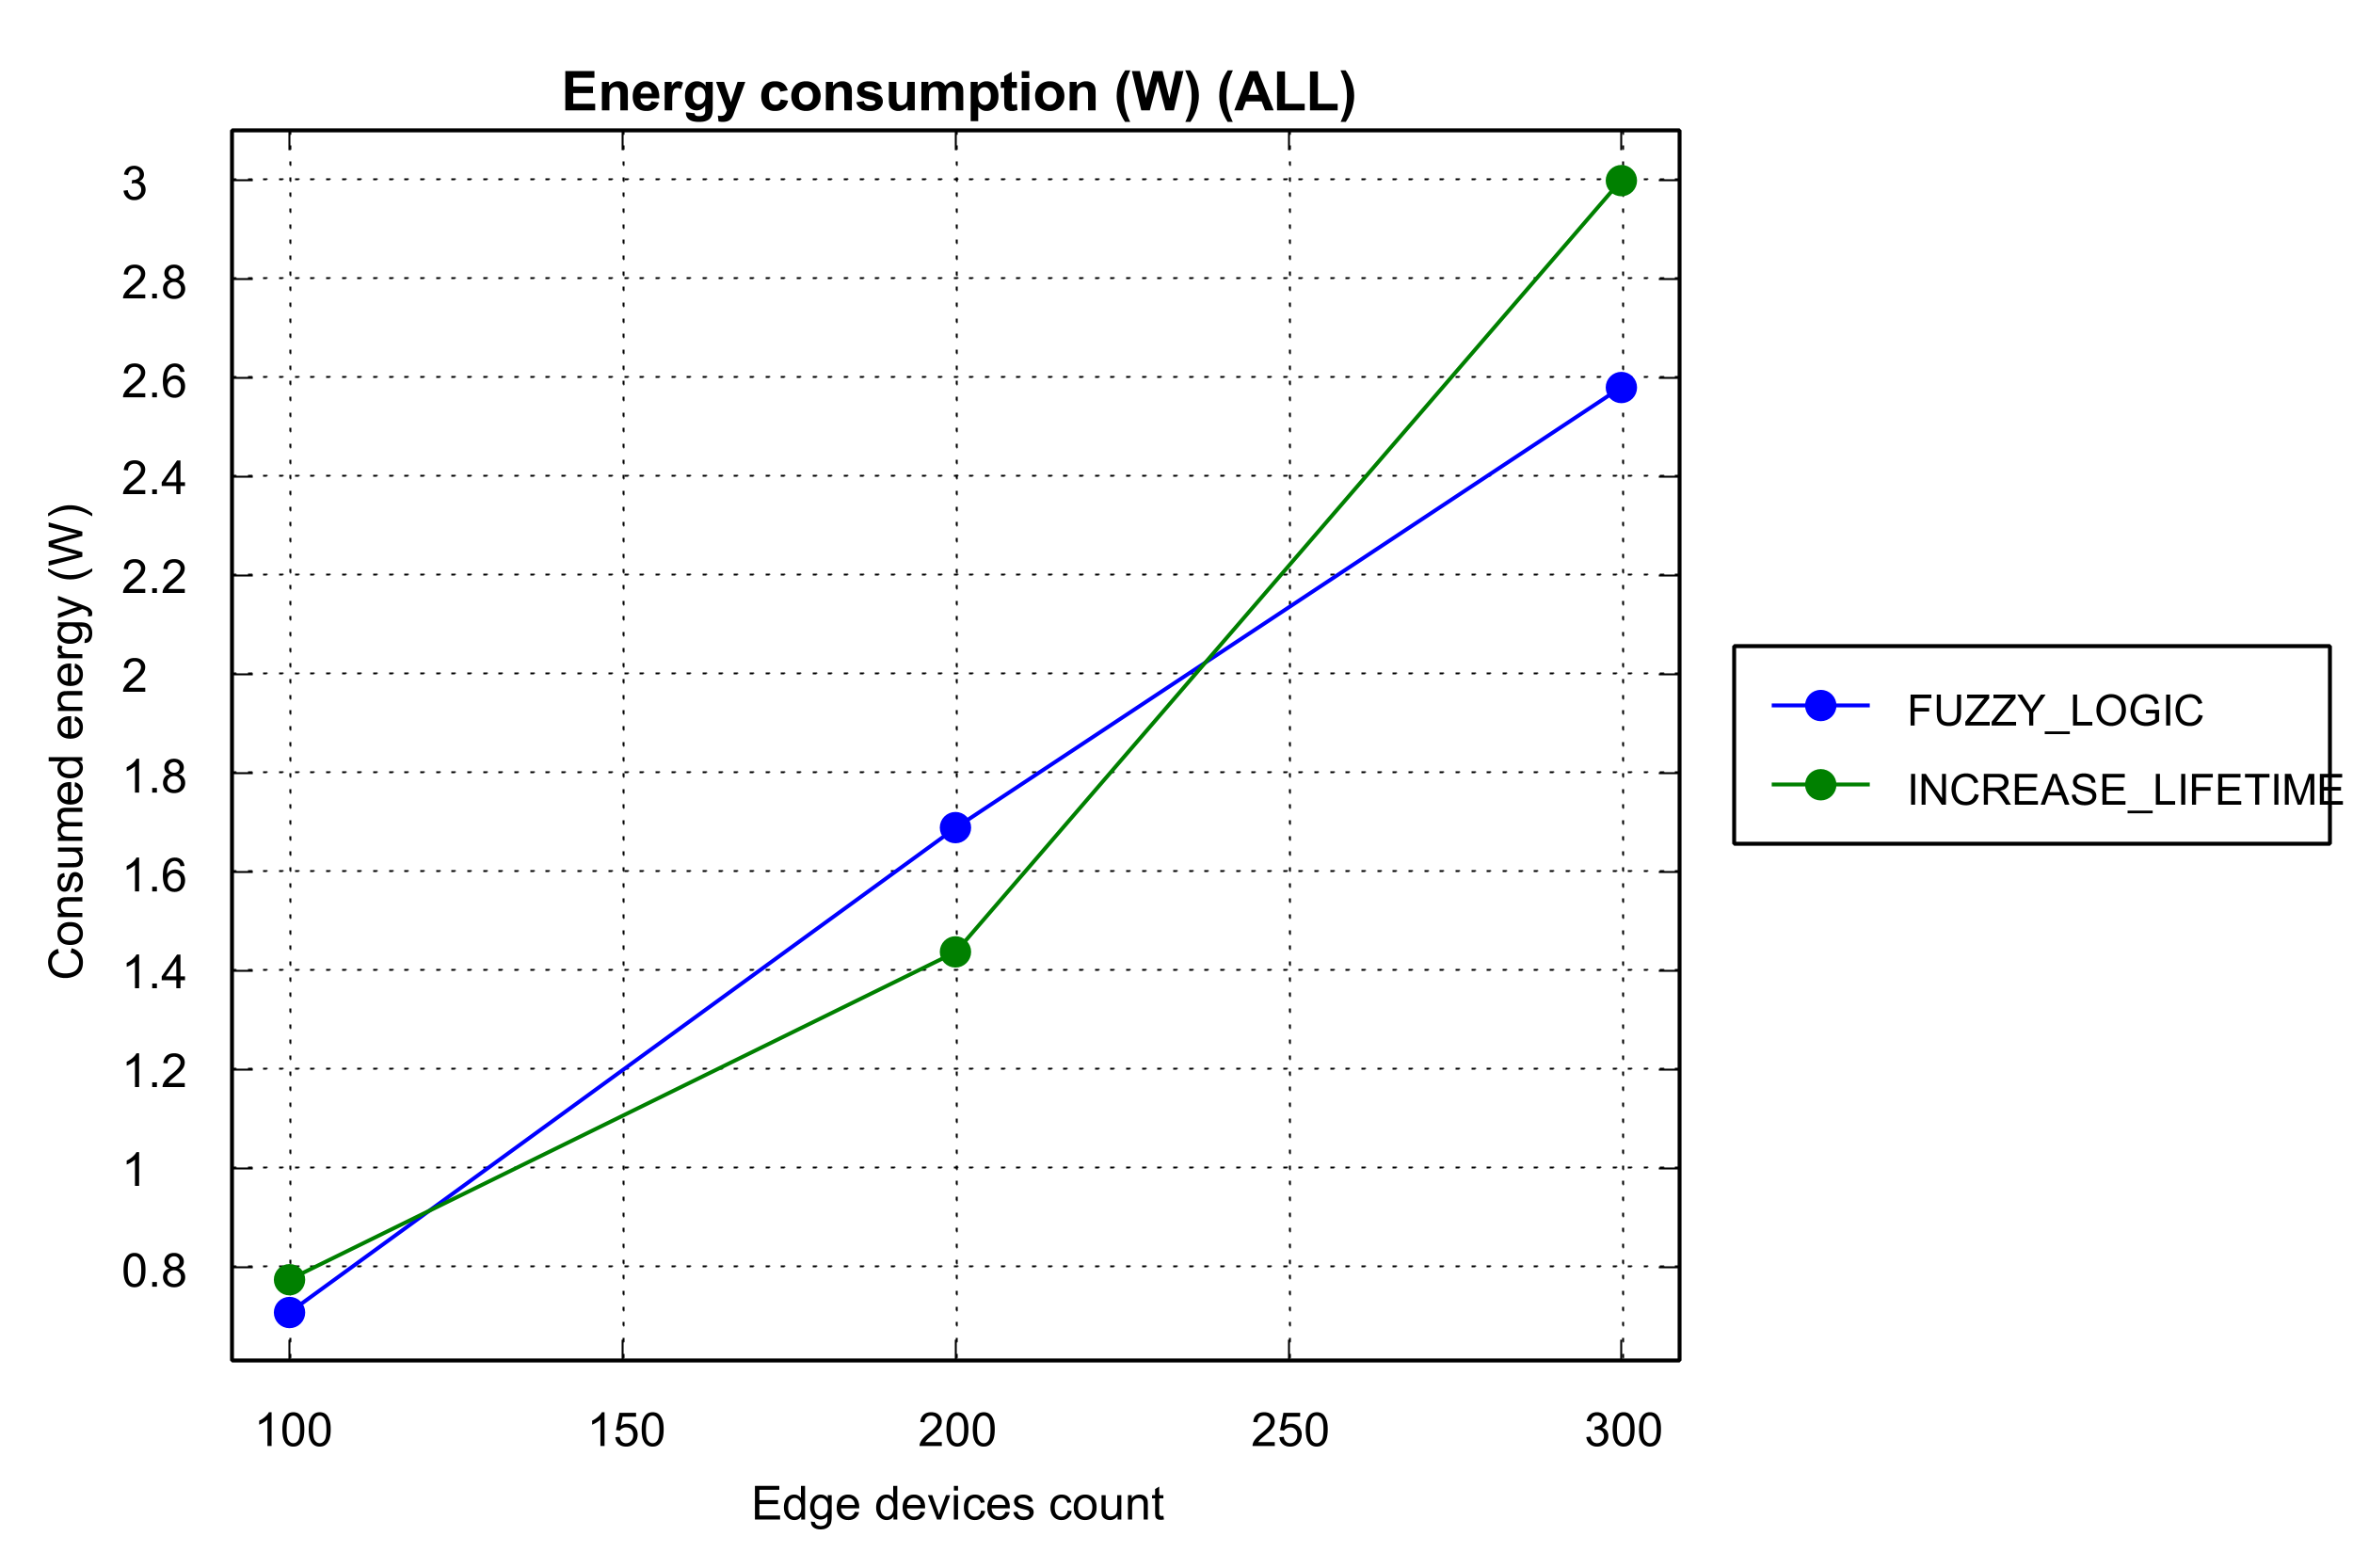 Energy consumption (W) (ALL)
3
2.8
2.6
2.4
2.2
2
1.8
1.6
1.4
1.2
1
0.8
Consumed energy (W)
100 150 200 250 300
Edge devices count
FUZZY_LOGIC
INCREASE_LIFETIME